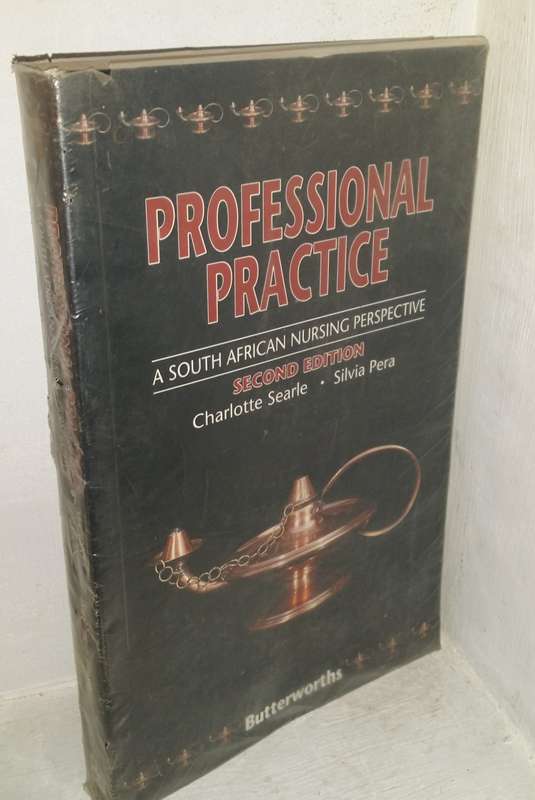 PROFESSIONAL
PRACTICE
A SOUTH AFRICAN NURSING PERSPECTIVE
SECOND EDITION
Charlotte Searle • Silvia Pera
Butterworths